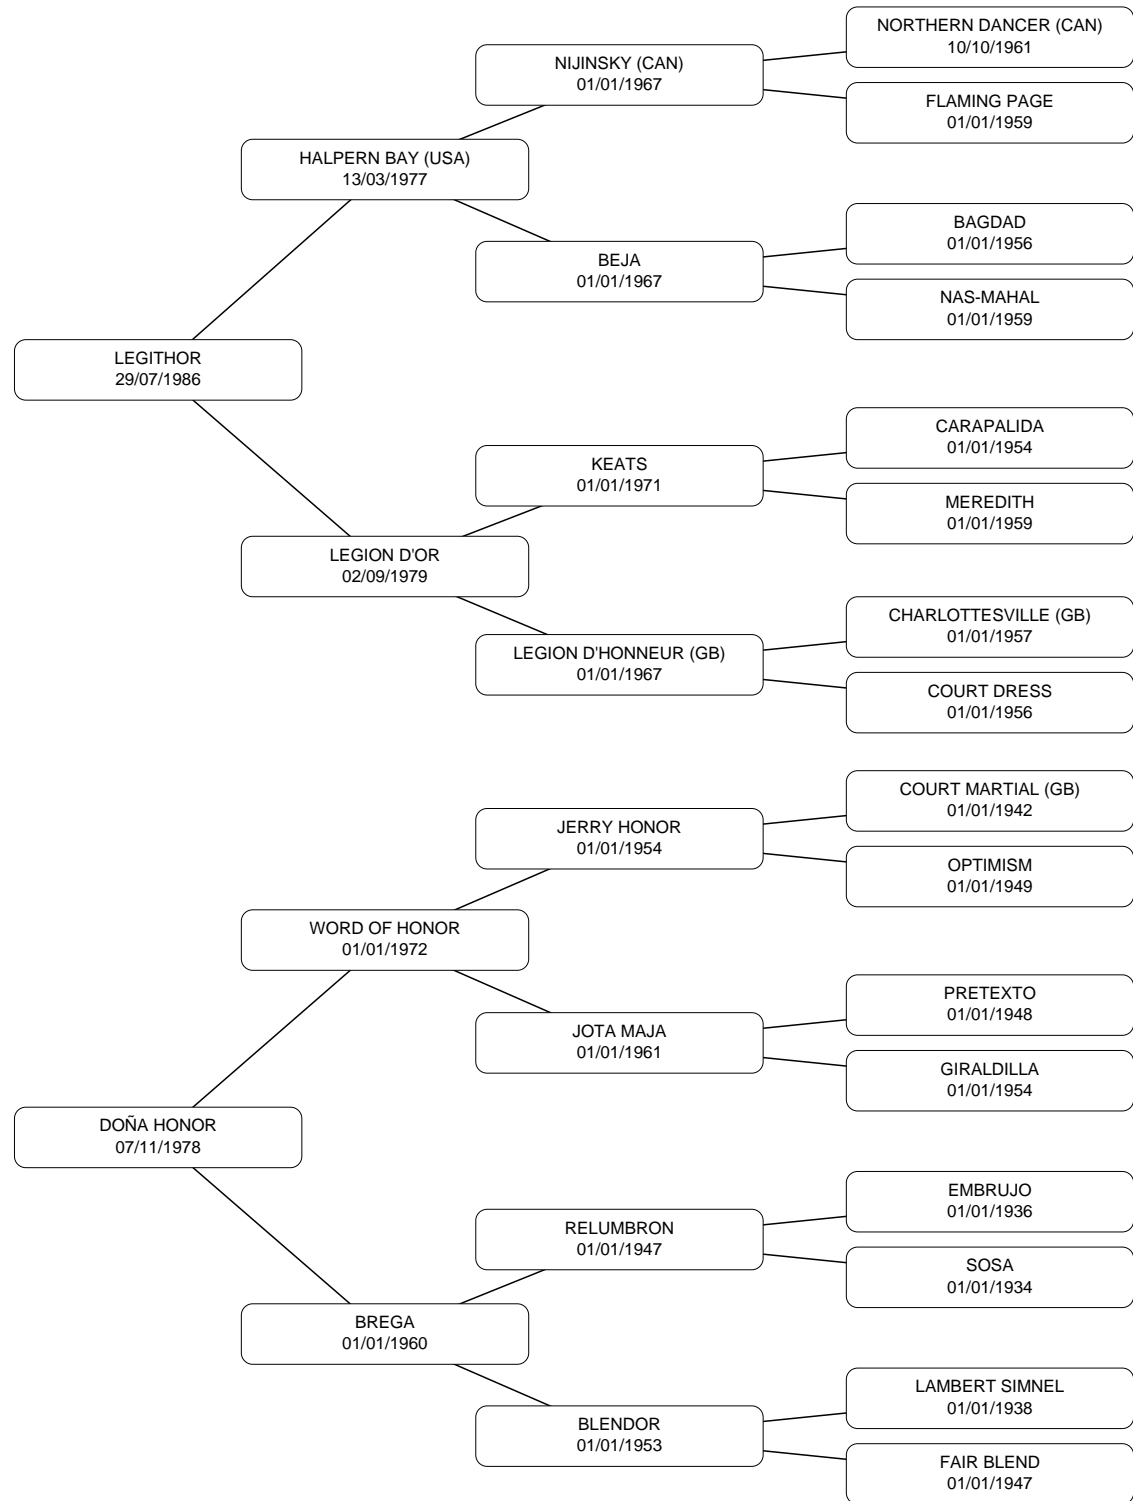 NORTHERN DANCER (CAN)
10/10/1961
NIJINSKY (CAN)
01/01/1967
FLAMING PAGE
01/01/1959
HALPERN BAY (USA)
13/03/1977
BAGDAD
01/01/1956
BEJA
01/01/1967
NAS-MAHAL
01/01/1959
LEGITHOR
29/07/1986
CARAPALIDA
01/01/1954
KEATS
01/01/1971
MEREDITH
01/01/1959
LEGION D'OR
02/09/1979
CHARLOTTESVILLE (GB)
01/01/1957
LEGION D'HONNEUR (GB)
01/01/1967
COURT DRESS
01/01/1956
COURT MARTIAL (GB)
01/01/1942
JERRY HONOR
01/01/1954
OPTIMISM
01/01/1949
WORD OF HONOR
01/01/1972
PRETEXTO
01/01/1948
JOTA MAJA
01/01/1961
GIRALDILLA
01/01/1954
DOÑA HONOR
07/11/1978
EMBRUJO
01/01/1936
RELUMBRON
01/01/1947
SOSA
01/01/1934
BREGA
01/01/1960
LAMBERT SIMNEL
01/01/1938
BLENDOR
01/01/1953
FAIR BLEND
01/01/1947